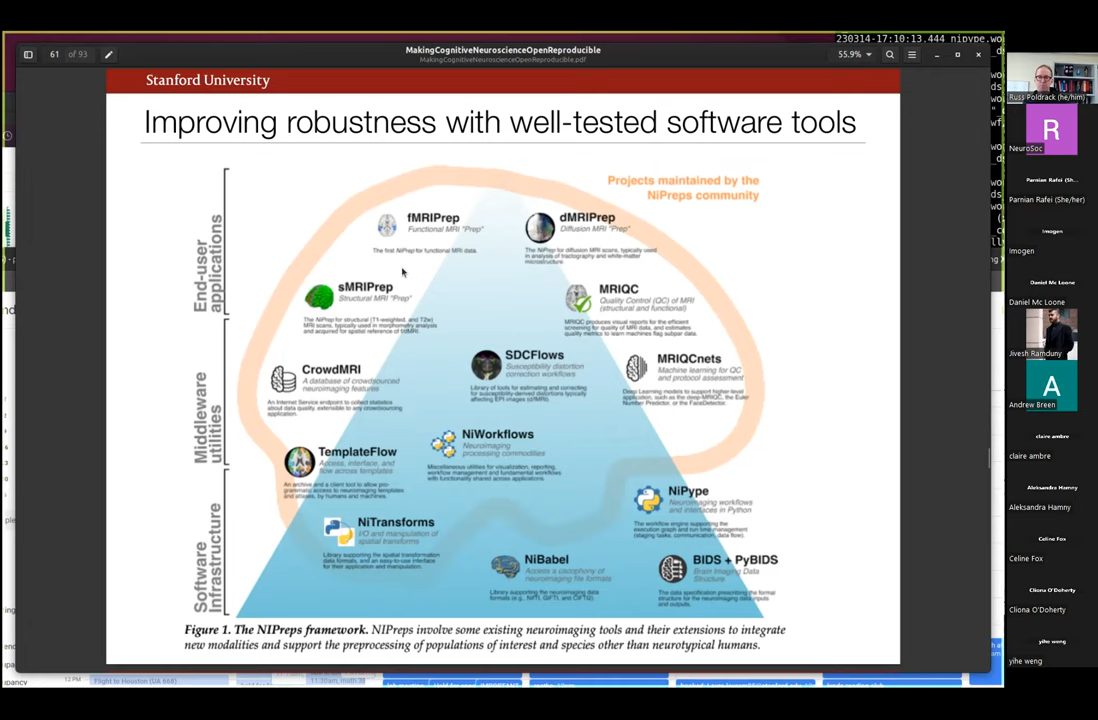 230314-17:10:13.444 nipype.wo
61 of 93
MakingCognitiveNeuroscienceOpenReproducible
MakingCognitiveNeuroscienceOpenReproducible.pdf
55.9%
Stanford University
Improving robustness with well-tested software tools
Projects maintained by the
NiPreps community
End-user
applications
fMRIPrep
Functional MRI "Prep"
The first NiPrep for functional MRI data.
dMRIPrep
Diffusion MRI "Prep"
The NiPrep for diffusion MRI scans, typically used
in analysis of tractography and white-matter
microstructure
sMRIPrep
Structural MRI "Prep"
The NiPrep for structural (T1-weighted, and T2w)
MRI scans, typically used in morphometry analysis
and acquired for spatial reference of fMRI.
MRIQC
Quality Control (QC) of MRI
(structural and functional)
MRIQC produces visual reports for the efficient
screening for quality of MRI data, and estimates
quality metrics to learn machines flag subpar data.
Middleware
utilities
CrowdMRI
A database of crowdsourced
neuroimaging features
An Internet Service endpoint to collect statistics
about data quality, extensible to any crowdsourcing
application.
SDCFlows
Susceptibility distortion
correction workflows
Library of tools for estimating and correcting
for susceptibility-derived distortions typically
affecting EPI images (dMRI)
MRIQCnets
Machine learning for QC
and protocol assessment
Deep Learning models to support higher-level
application, such as the deep-MRIQC, the Euler
Number Predictor, or the FaceDetector.
TemplateFlow
Access, interface, and
flow across templates
An archive and a client tool to allow pro-
grammatic access to neuroimaging templates
and atlases, by humans and machines.
NiWorkflows
Neuroimaging
processing commodities
Miscellaneous utilities for visualization, reporting,
workflow management and fundamental workflows
with functionality shared across applications.
Software
Infrastructure
NiPype
Neuroimaging workflows
and interfaces in Python
The workflow engine supporting the
execution graph and run time management
(staging tasks, communication, data flow).
NiTransforms
I/O and manipulation of
spatial transforms
Library supporting the spatial transformation
data formats, and an easy-to-use interface
for their application and manipulation.
NiBabel
Access a cacophony of
neuroimaging file formats
Library supporting the neuroimaging data
formats (e.g., NIfTI, GIFTI, and CIFTI2).
BIDS + PyBIDS
Brain Imaging Data
Structure
The data specification prescribing the formal
structure for the neuroimaging data inputs
and outputs.
Figure 1. The NIPreps framework. NIPreps involve some existing neuroimaging tools and their extensions to integrate
new modalities and support the preprocessing of populations of interest and species other than neurotypical humans.
12 PM
Flight to Houston (UA 668)
Russ Poldrack (he/him)
R
NeuroSoc
Parnian Rafei (She/...
Parnian Rafei (She/her)
Imogen
Imogen
Daniel Mc Loone
Daniel Mc Loone
Jivesh Ramduny
A
Andrew Breen
claire ambre
claire ambre
Aleksandra Hamny
Aleksandra Hamny
Celine Fox
Celine Fox
Cliona O'Doherty
Cliona O'Doherty
yihe weng
yihe weng